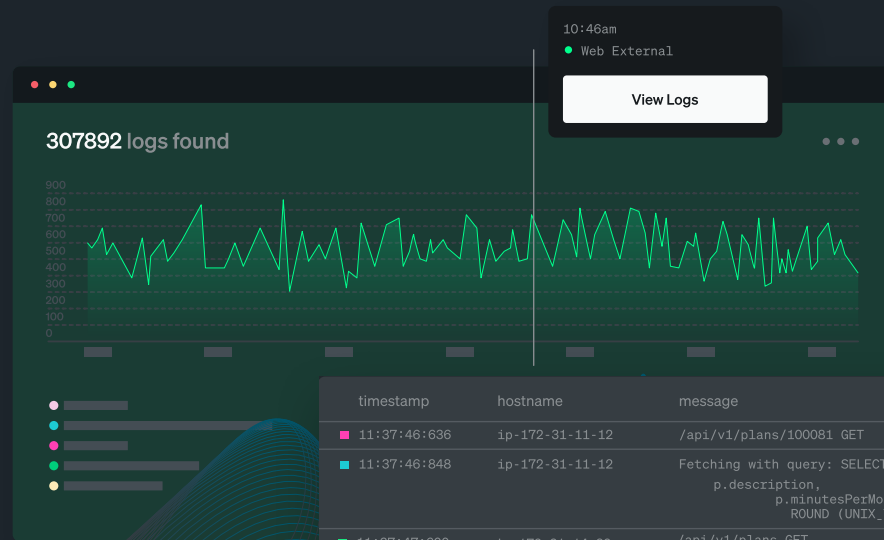 10:46am
Web External
View Logs
307892 logs found
900
800
700
600
500
400
300
200
100
0
timestamp hostname message
11:37:46:636 ip-172-31-11-12 /api/v1/plans/100081 GET
11:37:46:848 ip-172-31-11-12 Fetching with query: SELECT
p.description,
p.minutesPerMo
ROUND (UNIX_
/api/v1/plans GET